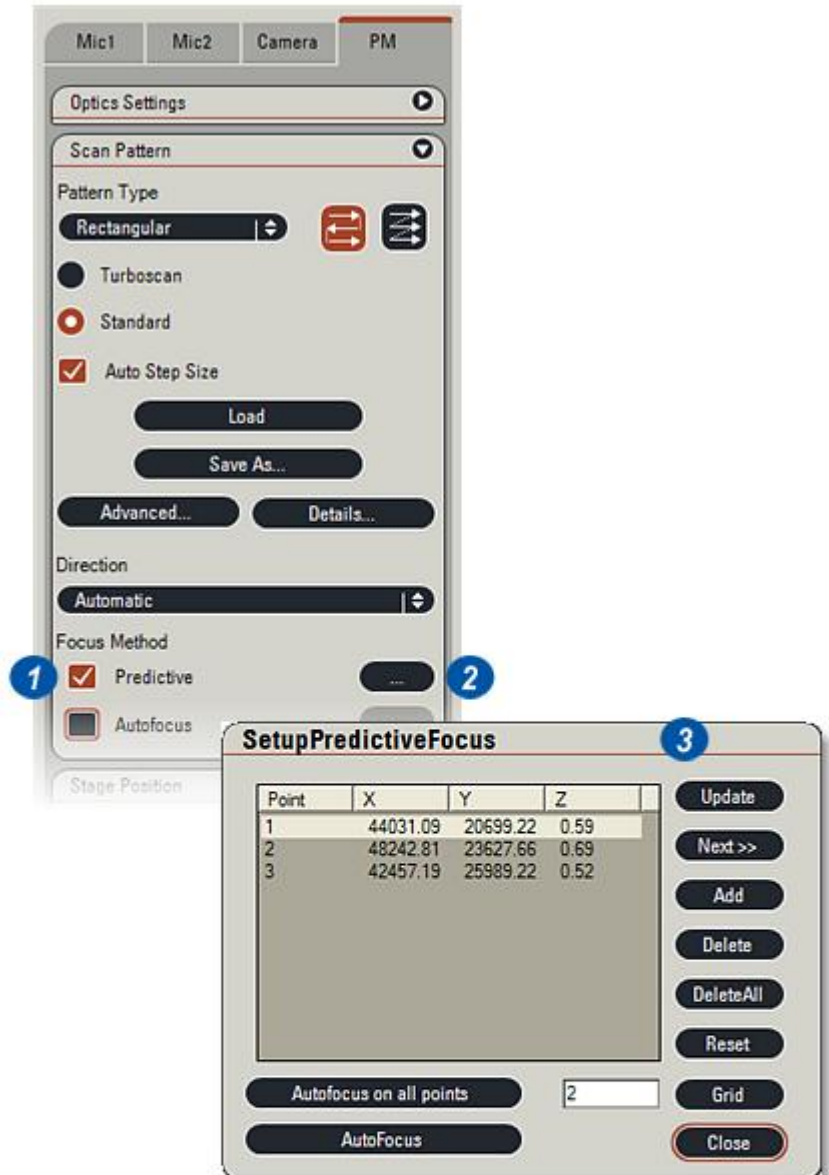 Mic1 Mic2 Camera PM
Optics Settings
Scan Pattern
Pattern Type
Rectangular
Turboscan
Standard
Auto Step Size
Load
Save As...
Advanced... Details...
Direction
Automatic
Focus Method
1 Predictive ... 2
Autofocus
Stage Position
SetupPredictiveFocus 3
Point X Y Z
1 44031.09 20699.22 0.59
2 48242.81 23627.66 0.69
3 42457.19 25989.22 0.52
Update
Next >>
Add
Delete
DeleteAll
Reset
Autofocus on all points 2 Grid
AutoFocus Close